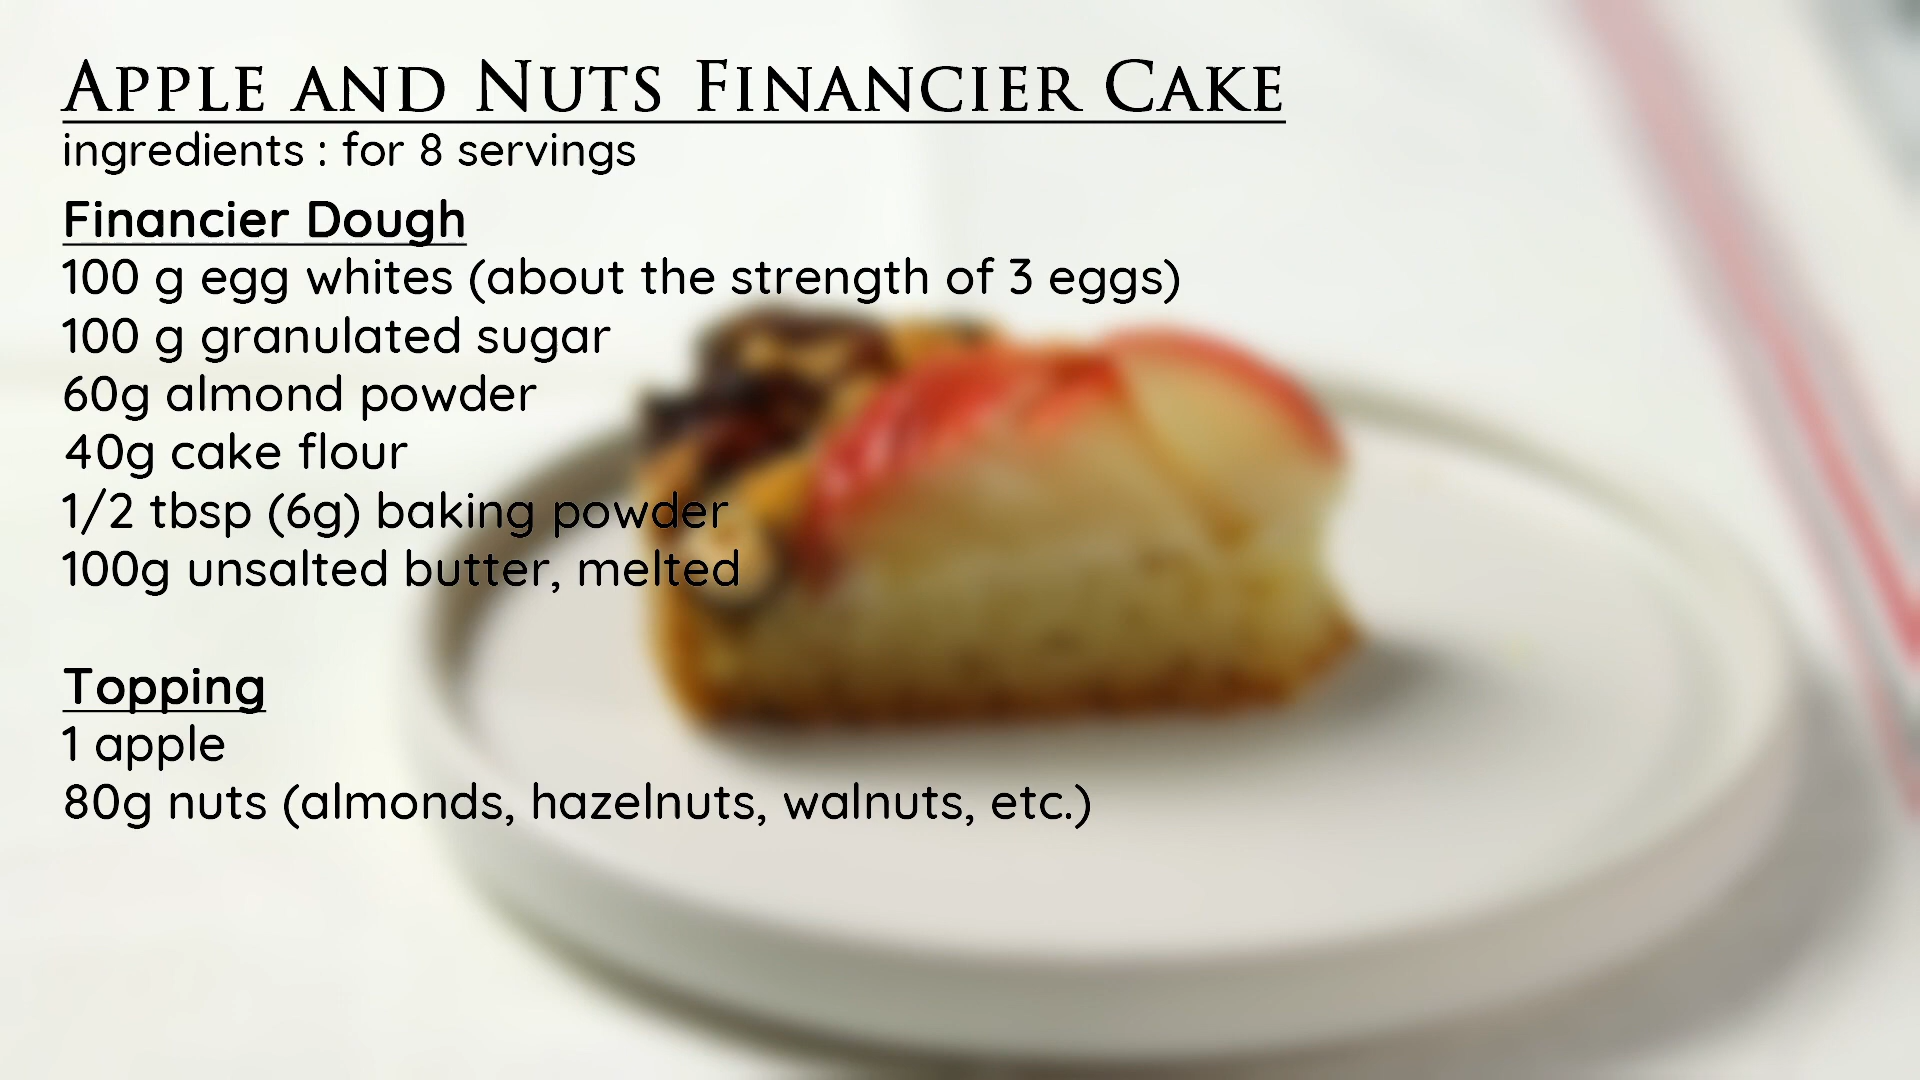 Apple and Nuts Financier Cake
ingredients : for 8 servings
Financier Dough
100 g egg whites (about the strength of 3 eggs)
100 g granulated sugar
60g almond powder
40g cake flour
1/2 tbsp (6g) baking powder
100g unsalted butter, melted
Topping
1 apple
80g nuts (almonds, hazelnuts, walnuts, etc.)